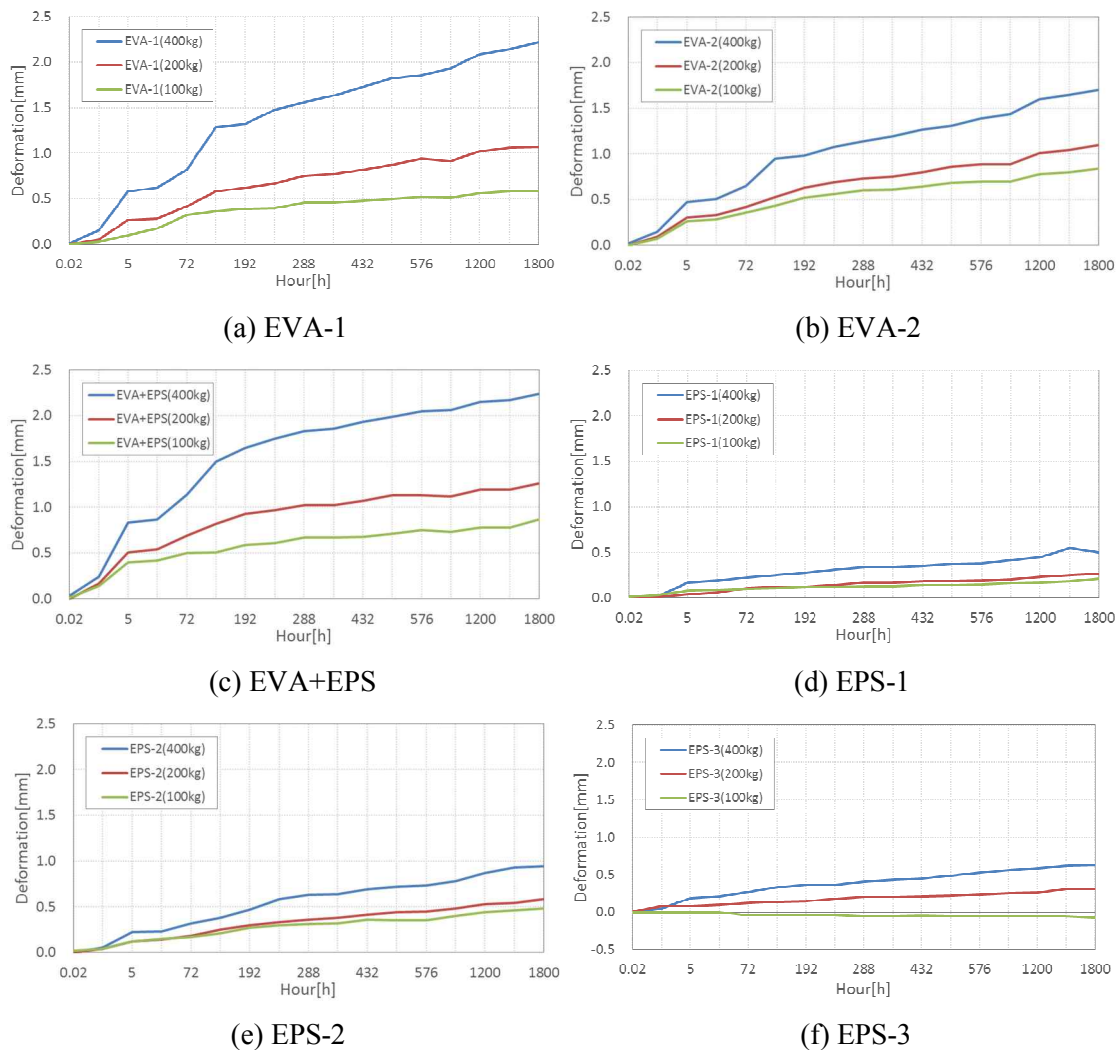 2.5
2.0
1.5
1.0
0.5
0.0
Deformation[mm]
EVA-1(400kg)
EVA-1(200kg)
EVA-1(100kg)
0.02 5 72 192 288 432 576 1200 1800
Hour[h]
(a) EVA-1
2.5
2.0
1.5
1.0
0.5
0.0
Deformation[mm]
EVA-2(400kg)
EVA-2(200kg)
EVA-2(100kg)
0.02 5 72 192 288 432 576 1200 1800
Hour[h]
(b) EVA-2
2.5
2.0
1.5
1.0
0.5
0.0
Deformation[mm]
EVA+EPS(400kg)
EVA+EPS(200kg)
EVA+EPS(100kg)
0.02 5 72 192 288 432 576 1200 1800
Hour[h]
(c) EVA+EPS
2.5
2.0
1.5
1.0
0.5
0.0
Deformation[mm]
EPS-1(400kg)
EPS-1(200kg)
EPS-1(100kg)
0.02 5 72 192 288 432 576 1200 1800
Hour[h]
(d) EPS-1
2.5
2.0
1.5
1.0
0.5
0.0
Deformation[mm]
EPS-2(400kg)
EPS-2(200kg)
EPS-2(100kg)
0.02 5 72 192 288 432 576 1200 1800
Hour[h]
(e) EPS-2
2.5
2.0
1.5
1.0
0.5
0.0
-0.5
Deformation[mm]
EPS-3(400kg)
EPS-3(200kg)
EPS-3(100kg)
0.02 5 72 192 288 432 576 1200 1800
Hour[h]
(f) EPS-3